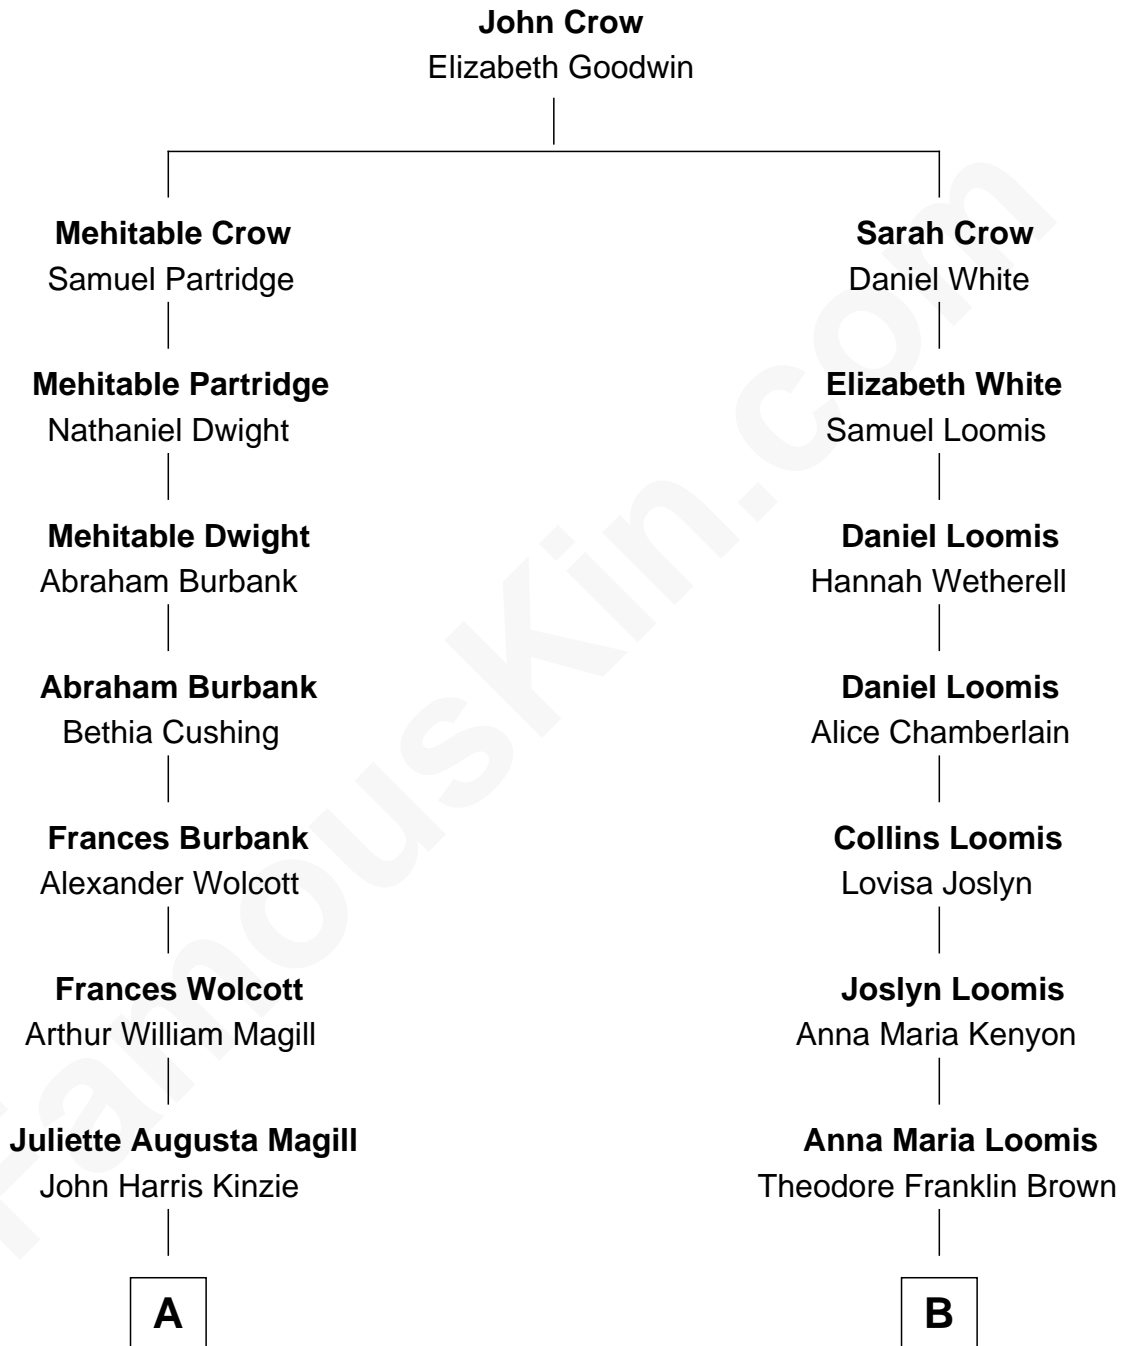 John Crow
Elizabeth Goodwin
Mehitable Crow
Samuel Partridge
Sarah Crow
Daniel White
Mehitable Partridge
Nathaniel Dwight
Elizabeth White
Samuel Loomis
Mehitable Dwight
Abraham Burbank
Daniel Loomis
Hannah Wetherell
Abraham Burbank
Bethia Cushing
Daniel Loomis
Alice Chamberlain
Frances Burbank
Alexander Wolcott
Collins Loomis
Lovisa Joslyn
Frances Wolcott
Arthur William Magill
Joslyn Loomis
Anna Maria Kenyon
Juliette Augusta Magill
John Harris Kinzie
Anna Maria Loomis
Theodore Franklin Brown
A
B
FamousKin.com